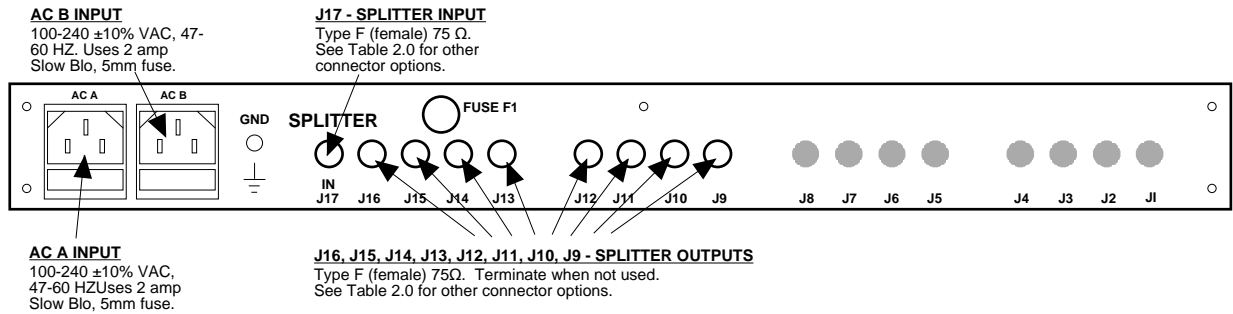 AC B INPUT
100-240 ±10% VAC, 47-
60 HZ. Uses 2 amp
Slow Blo, 5mm fuse.
J17 - SPLITTER INPUT
Type F (female) 75 Ω.
See Table 2.0 for other
connector options.
AC A
AC B
GND
SPLITTER
FUSE F1
IN
J17
J16
J15
J14
J13
J12
J11
J10
J9
J8
J7
J6
J5
J4
J3
J2
JI
AC A INPUT
100-240 ±10% VAC,
47-60 HZUses 2 amp
Slow Blo, 5mm fuse.
J16, J15, J14, J13, J12, J11, J10, J9 - SPLITTER OUTPUTS
Type F (female) 75Ω. Terminate when not used.
See Table 2.0 for other connector options.